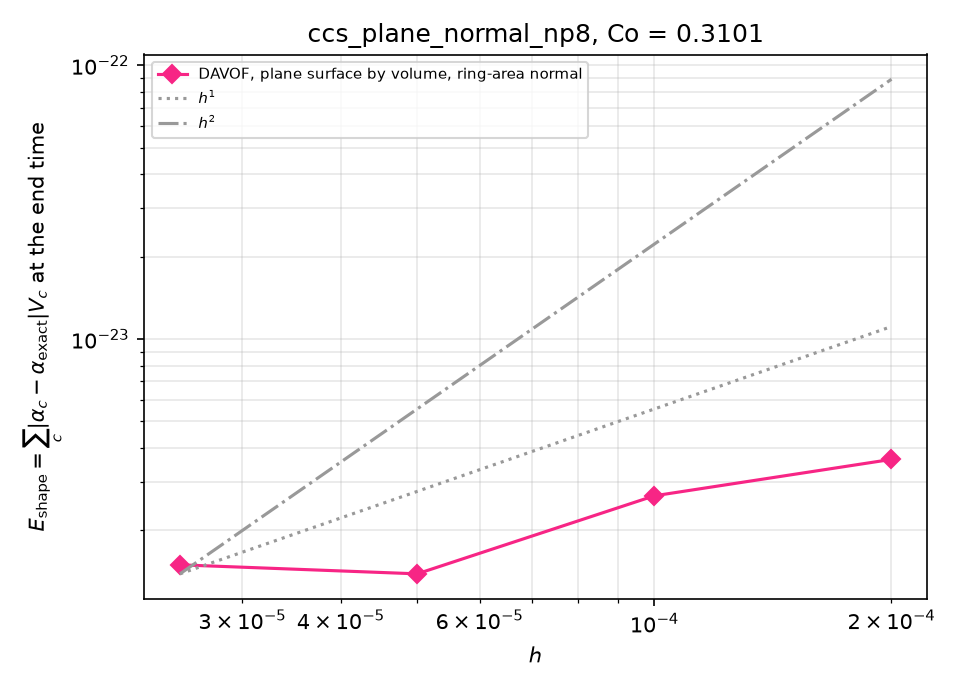 ccs_plane_normal_np8, Co = 0.3101
DAVOF, plane surface by volume, ring-area normal
h¹
h²
E_shape = ∑_c |α_c − α_exact|V_c at the end time
10⁻²²
10⁻²³
3 × 10⁻⁵
4 × 10⁻⁵
6 × 10⁻⁵
10⁻⁴
2 × 10⁻⁴
h